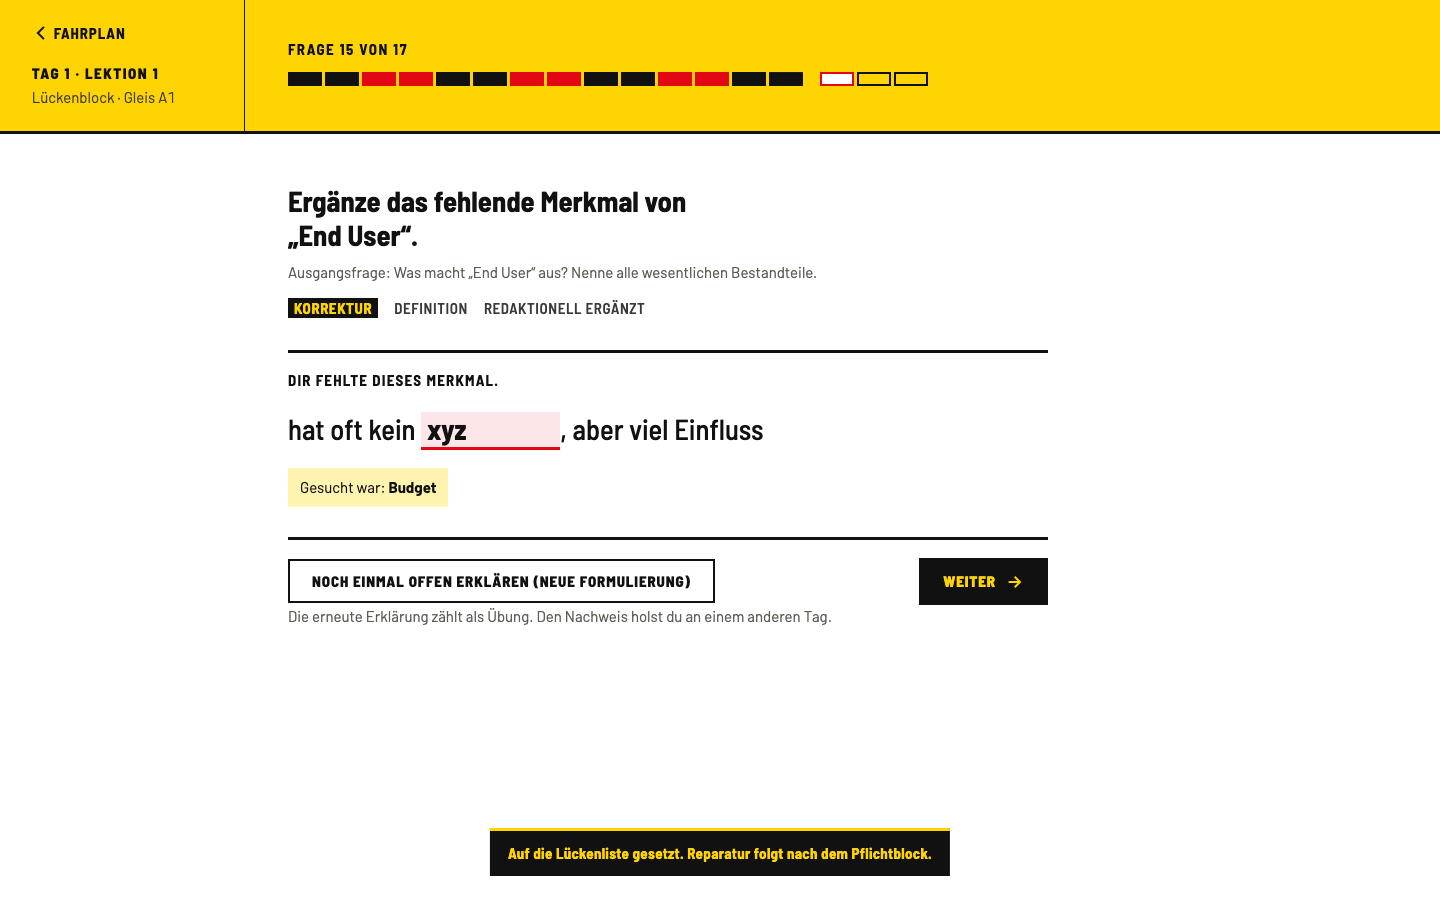 FAHRPLAN
TAG 1 · LEKTION 1
Lückenblock · Gleis A1
FRAGE 15 VON 17
Ergänze das fehlende Merkmal von
„End User“.
Ausgangsfrage: Was macht „End User“ aus? Nenne alle wesentlichen Bestandteile.
KORREKTUR DEFINITION REDAKTIONELL ERGÄNZT
DIR FEHLTE DIESES MERKMAL.
hat oft kein xyz, aber viel Einfluss
Gesucht war: Budget
NOCH EINMAL OFFEN ERKLÄREN (NEUE FORMULIERUNG)
WEITER →
Die erneute Erklärung zählt als Übung. Den Nachweis holst du an einem anderen Tag.
Auf die Lückenliste gesetzt. Reparatur folgt nach dem Pflichtblock.